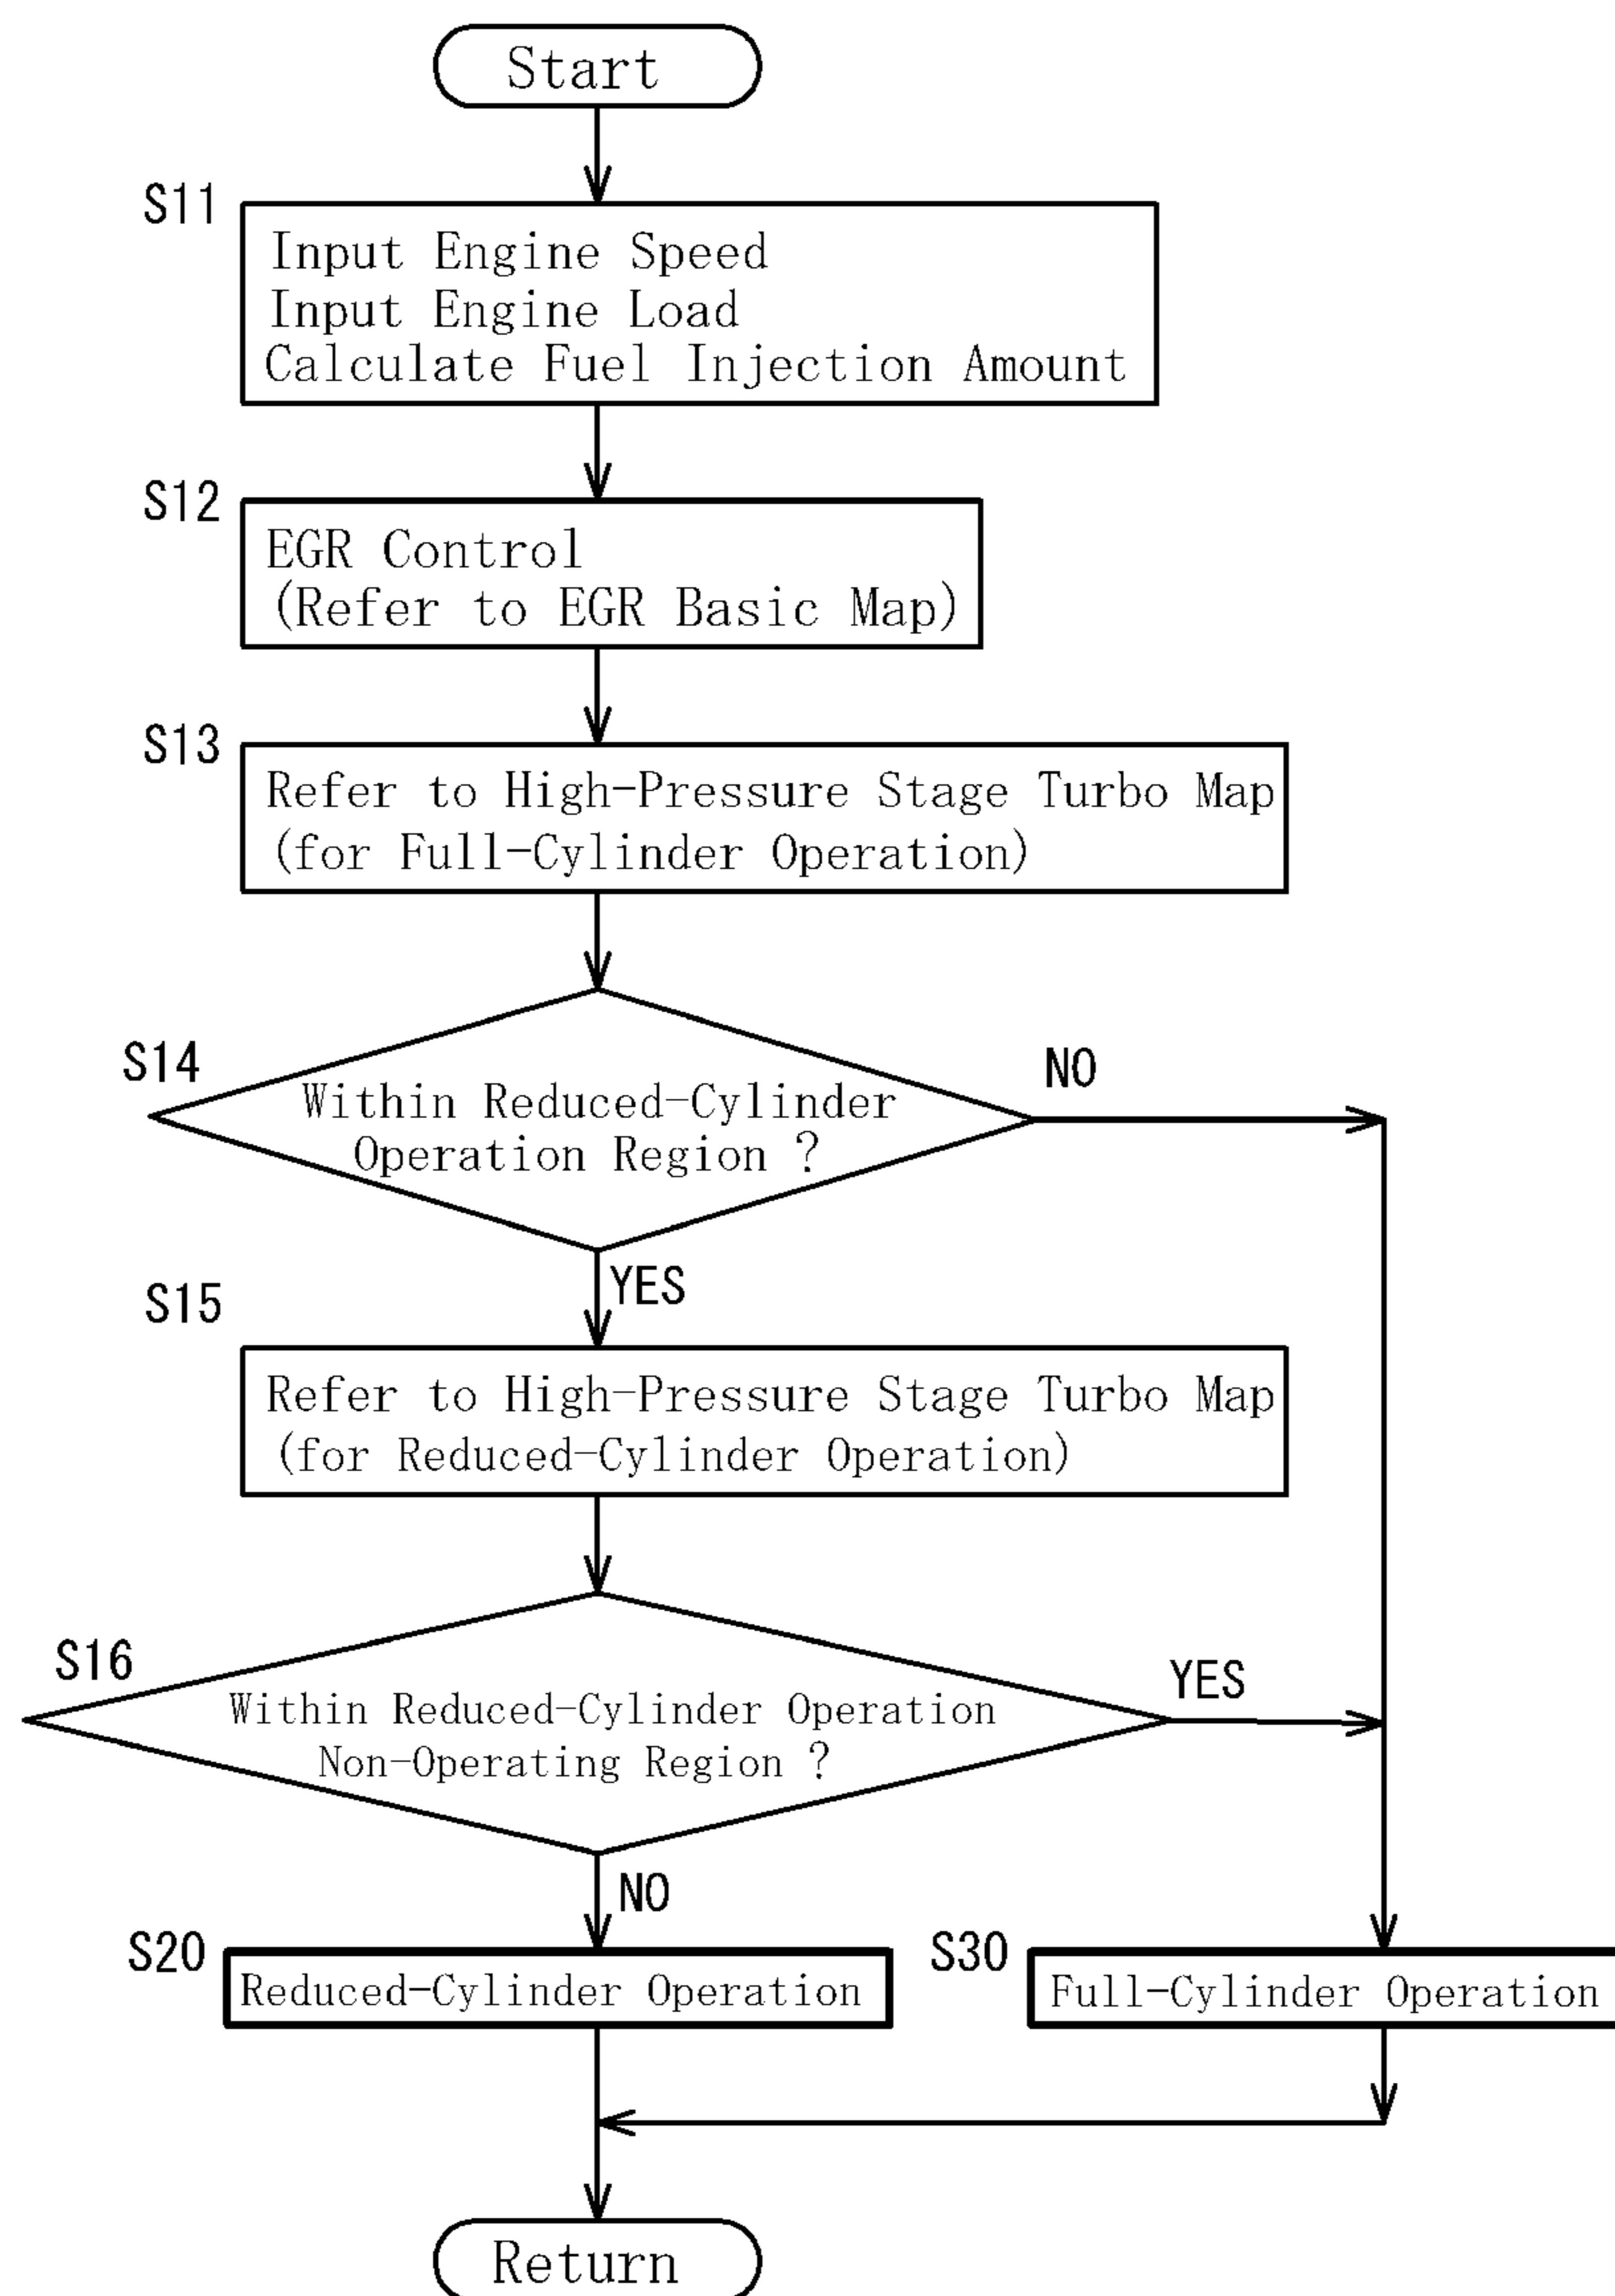 Start
S11
Input Engine Speed
Input Engine Load
Calculate Fuel Injection Amount
S12
EGR Control
(Refer to EGR Basic Map)
S13
Refer to High-Pressure Stage Turbo Map
(for Full-Cylinder Operation)
S14
Within Reduced-Cylinder
Operation Region ?
NO
YES
S15
Refer to High-Pressure Stage Turbo Map
(for Reduced-Cylinder Operation)
S16
Within Reduced-Cylinder Operation
Non-Operating Region ?
YES
NO
S20
Reduced-Cylinder Operation
S30
Full-Cylinder Operation
Return